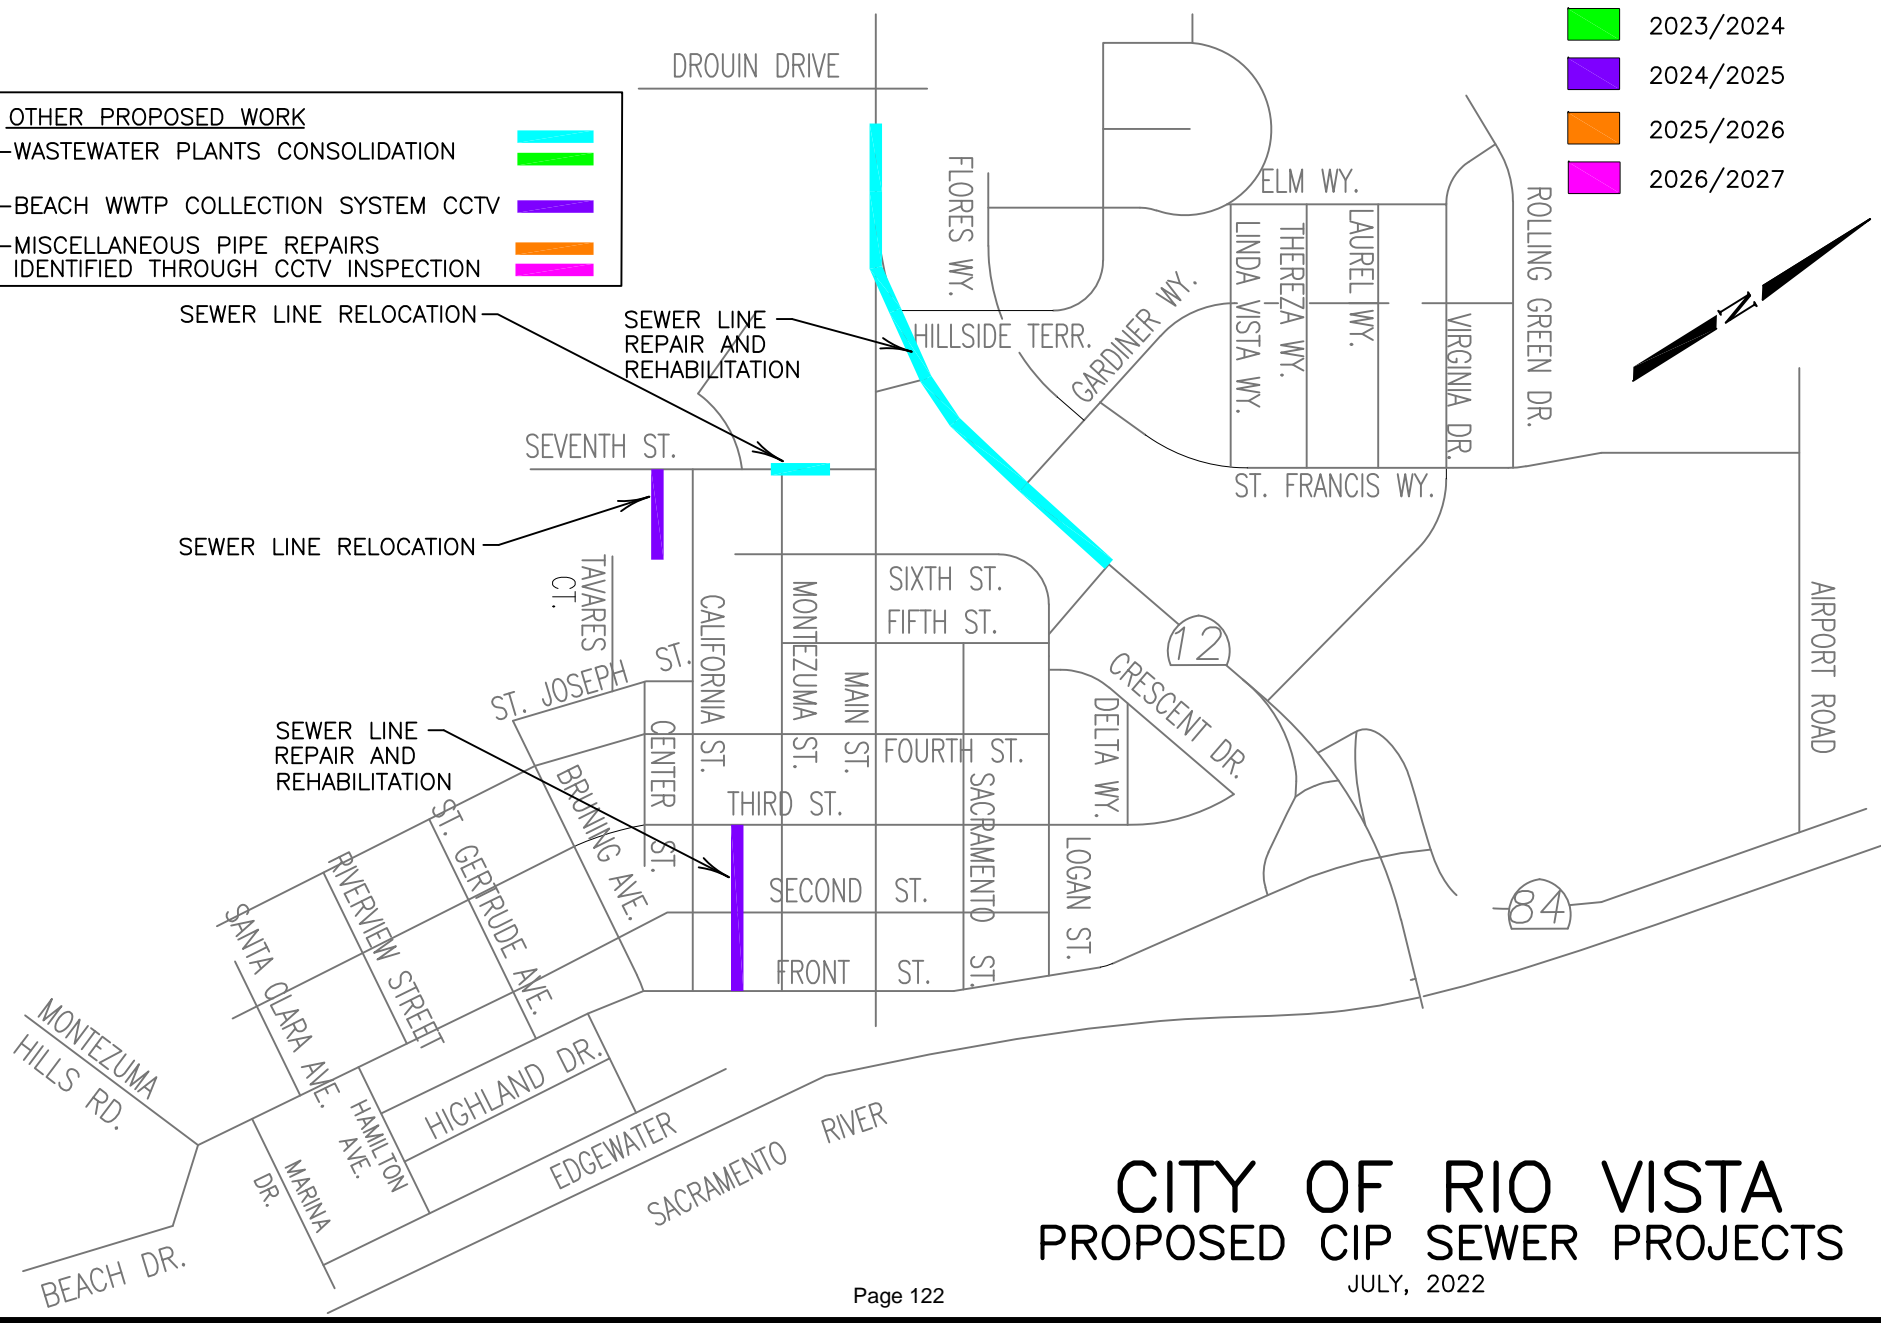 2023/2024
2024/2025
2025/2026
2026/2027
OTHER PROPOSED WORK
-WASTEWATER PLANTS CONSOLIDATION
-BEACH WWTP COLLECTION SYSTEM CCTV
-MISCELLANEOUS PIPE REPAIRS
IDENTIFIED THROUGH CCTV INSPECTION
DROUIN DRIVE
SEWER LINE RELOCATION
SEWER LINE
REPAIR AND
REHABILITATION
FLORES WY.
HILLSIDE TERR.
GARDINER WY.
ELM WY.
LINDA VISTA WY.
THEREZA WY.
LAUREL WY.
VIRGINIA DR.
ROLLING GREEN DR.
N
SEVENTH ST.
ST. FRANCIS WY.
SEWER LINE RELOCATION
TAVARES
CT.
SIXTH ST.
FIFTH ST.
CALIFORNIA ST.
MONTEZUMA ST.
MAIN ST.
12
AIRPORT ROAD
ST. JOSEPH ST.
CRESCENT DR.
DELTA WY.
SEWER LINE
REPAIR AND
REHABILITATION
CENTER ST.
FOURTH ST.
THIRD ST.
SACRAMENTO ST.
BRUNING AVE.
ST. GERTRUDE AVE.
RIVERVIEW STREET
SANTA CLARA AVE.
SECOND ST.
LOGAN ST.
84
FRONT ST.
MONTEZUMA
HILLS RD.
HIGHLAND DR.
HAMILTON
AVE.
MARINA
DR.
EDGEWATER
SACRAMENTO RIVER
BEACH DR.
CITY OF RIO VISTA
PROPOSED CIP SEWER PROJECTS
JULY, 2022
Page 122